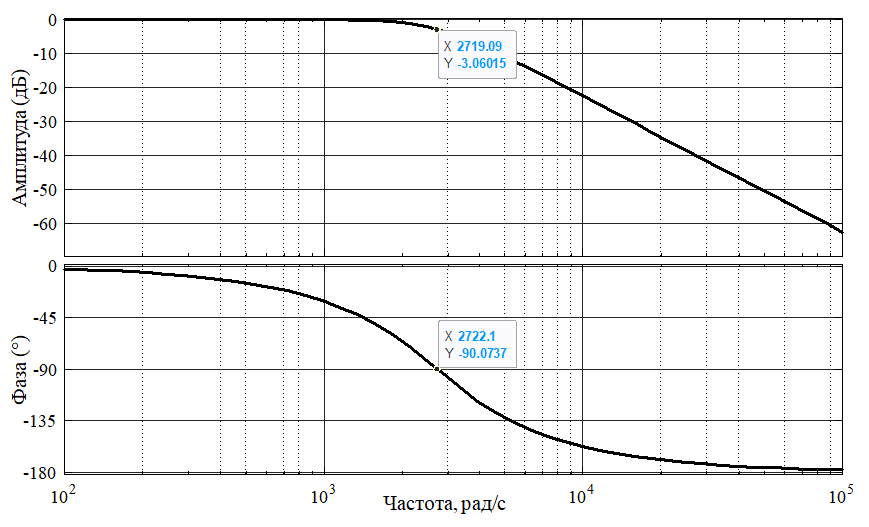 0
-10
-20
-30
-40
-50
-60
Амплитуда (дБ)
X 2719.09
Y -3.06015
0
-45
-90
-135
-180
Фаза (°)
X 2722.1
Y -90.0737
10² 10³ 10⁴ 10⁵
Частота, рад/с